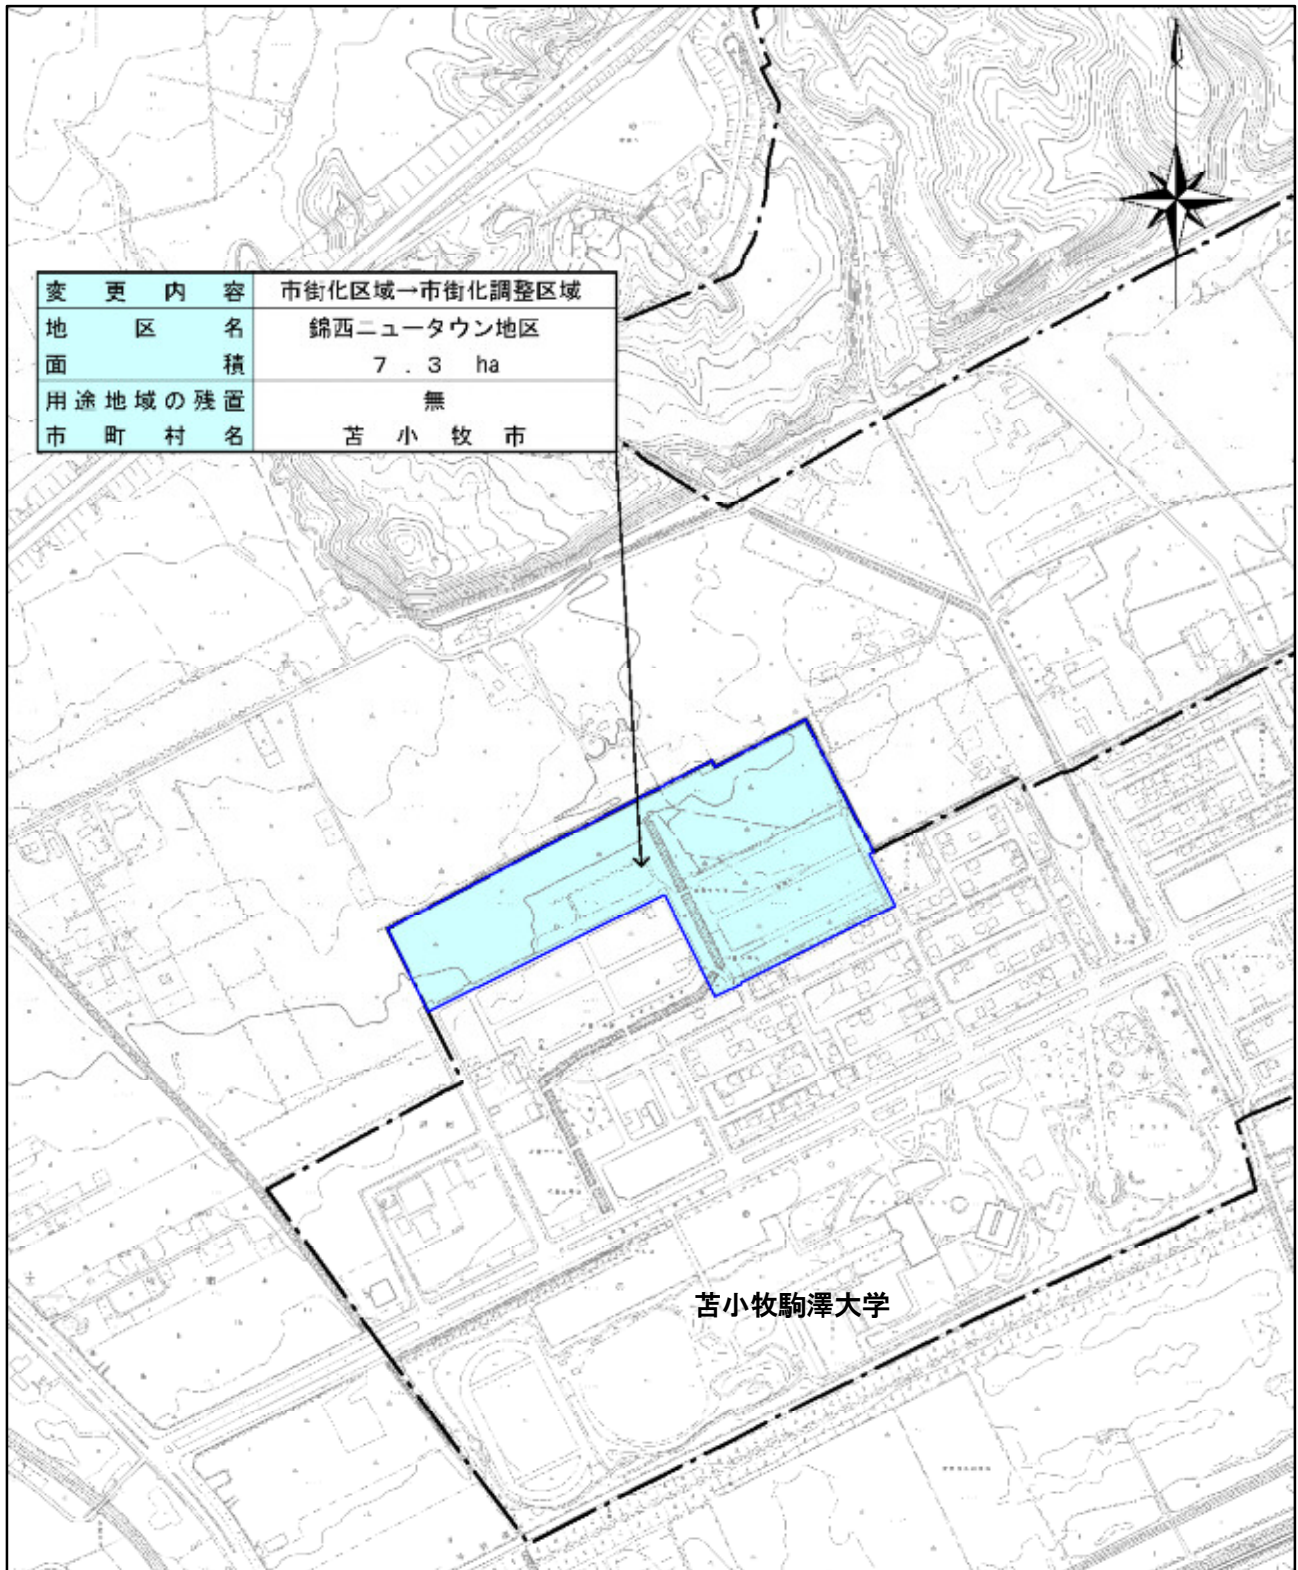 変更内容 市街化区域→市街化調整区域
地区名 錦西ニュータウン地区
面積 7.3 ha
用途地域の残置 無
市町村名 苫小牧市
苫小牧駒澤大学